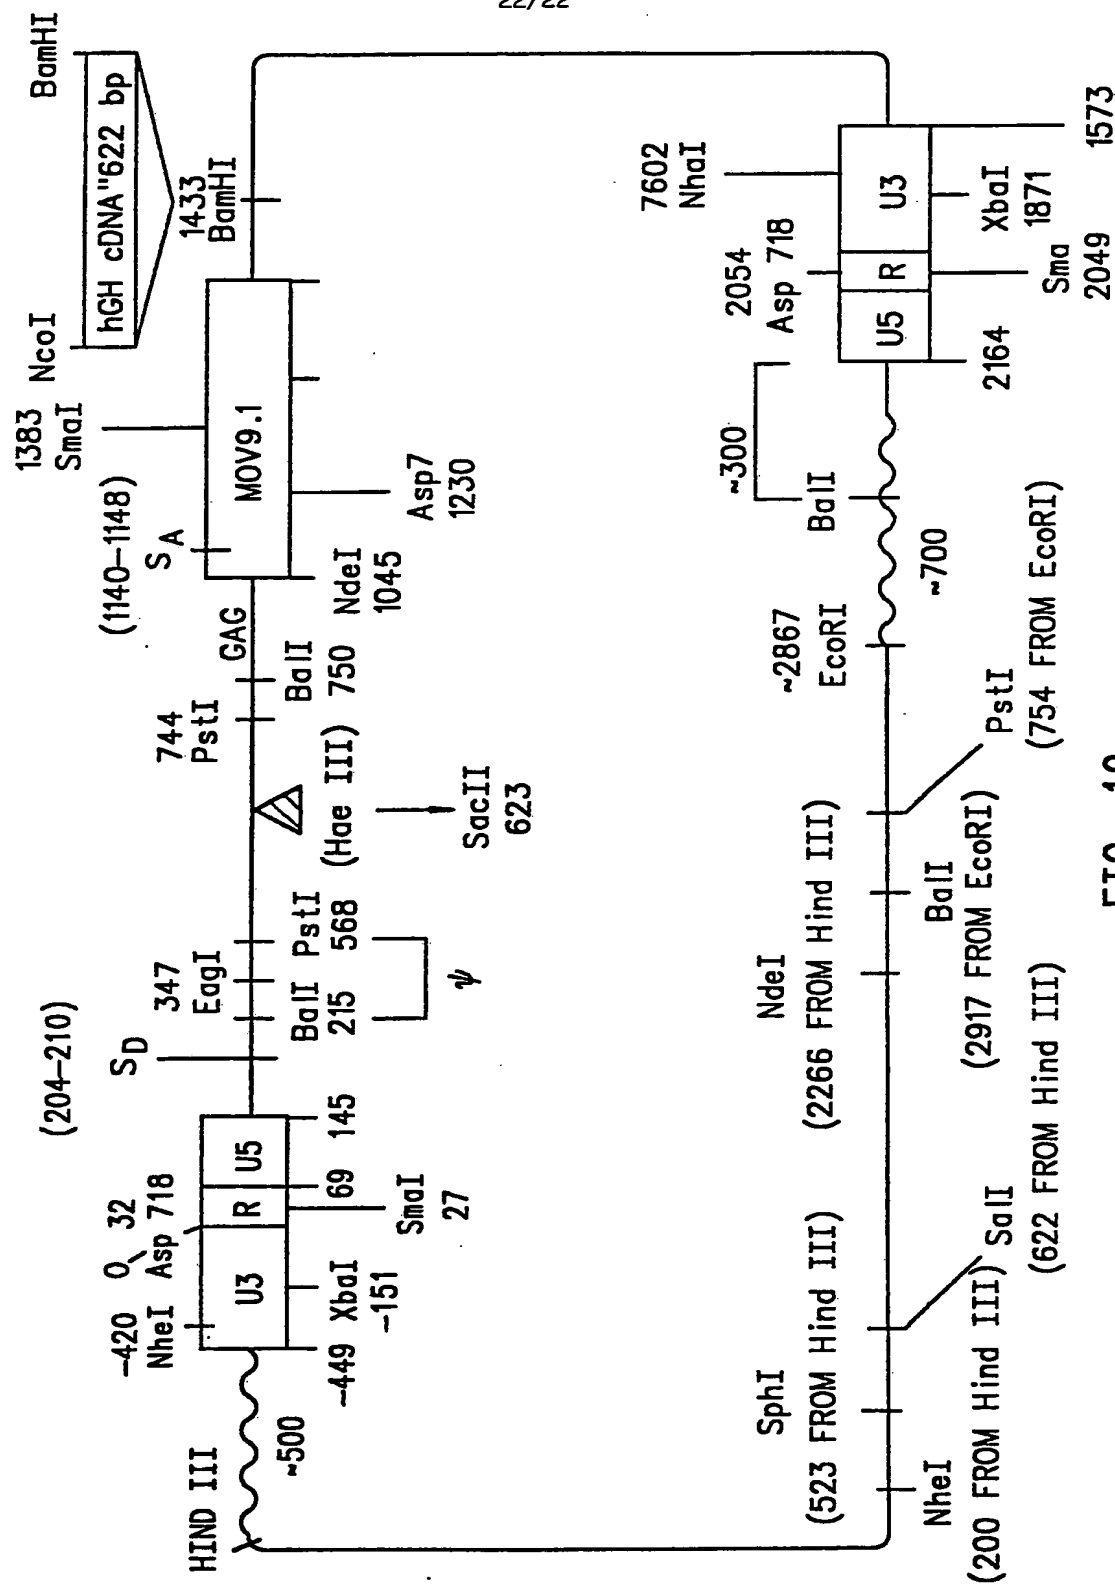 22/22
BamHI
hGH cDNA"622 bp
NcoI
1433
BamHI
1383
SmaI
MOV9.1
(1140–1148)
S A
Asp7
1230
NdeI
1045
GAG
BalI
750
744
PstI
(Hae III)
SacII
623
PstI
568
347
EagI
BalI
215
ψ
(204–210)
S D
145
U5
R
U3
69
0 32
Asp 718
SmaI
27
–420
NheI
XbaI
–151
–449
~500
HIND III
7602
NhaI
U3
R
U5
1573
XbaI
1871
Sma
2049
2054
Asp 718
2164
~300
BalI
~700
~2867
EcoRI
PstI
(754 FROM EcoRI)
BalI
(2917 FROM EcoRI)
NdeI
(2266 FROM Hind III)
SalI
(622 FROM Hind III)
SphI
(523 FROM Hind III)
NheI
(200 FROM Hind III)